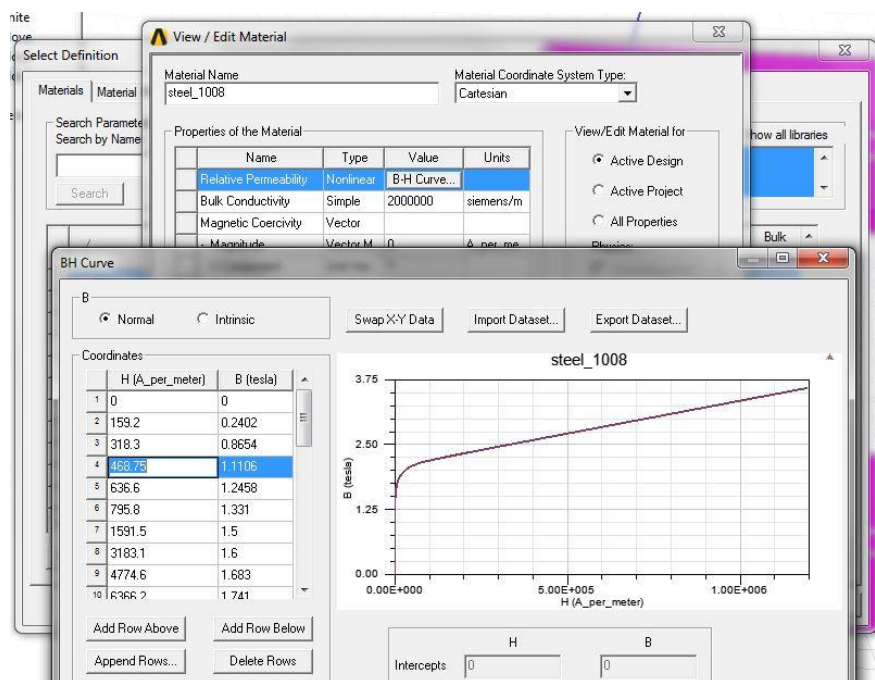 nite
Select Definition
Materials
Material
Search Paramete
Search by Name
Search
how all libraries
Bulk
View / Edit Material
Material Name
steel_1008
Material Coordinate System Type:
Cartesian
Properties of the Material
Name Type Value Units
Relative Permeability Nonlinear B-H Curve...
Bulk Conductivity Simple 2000000 siemens/m
Magnetic Coercivity Vector
- Magnitude Vector M 0 A_per_me
View/Edit Material for
Active Design
Active Project
All Properties
BH Curve
B
Normal Intrinsic
Swap X-Y Data Import Dataset... Export Dataset...
Coordinates
H (A_per_meter) B (tesla)
1 0 0
2 159.2 0.2402
3 318.3 0.8654
4 468.75 1.1106
5 636.6 1.2458
6 795.8 1.331
7 1591.5 1.5
8 3183.1 1.6
9 4774.6 1.683
10 6366.2 1.741
Add Row Above Add Row Below
Append Rows... Delete Rows
steel_1008
3.75
2.50
1.25
0.00
B (tesla)
0.00E+000 5.00E+005 1.00E+006
H (A_per_meter)
H B
Intercepts 0 0